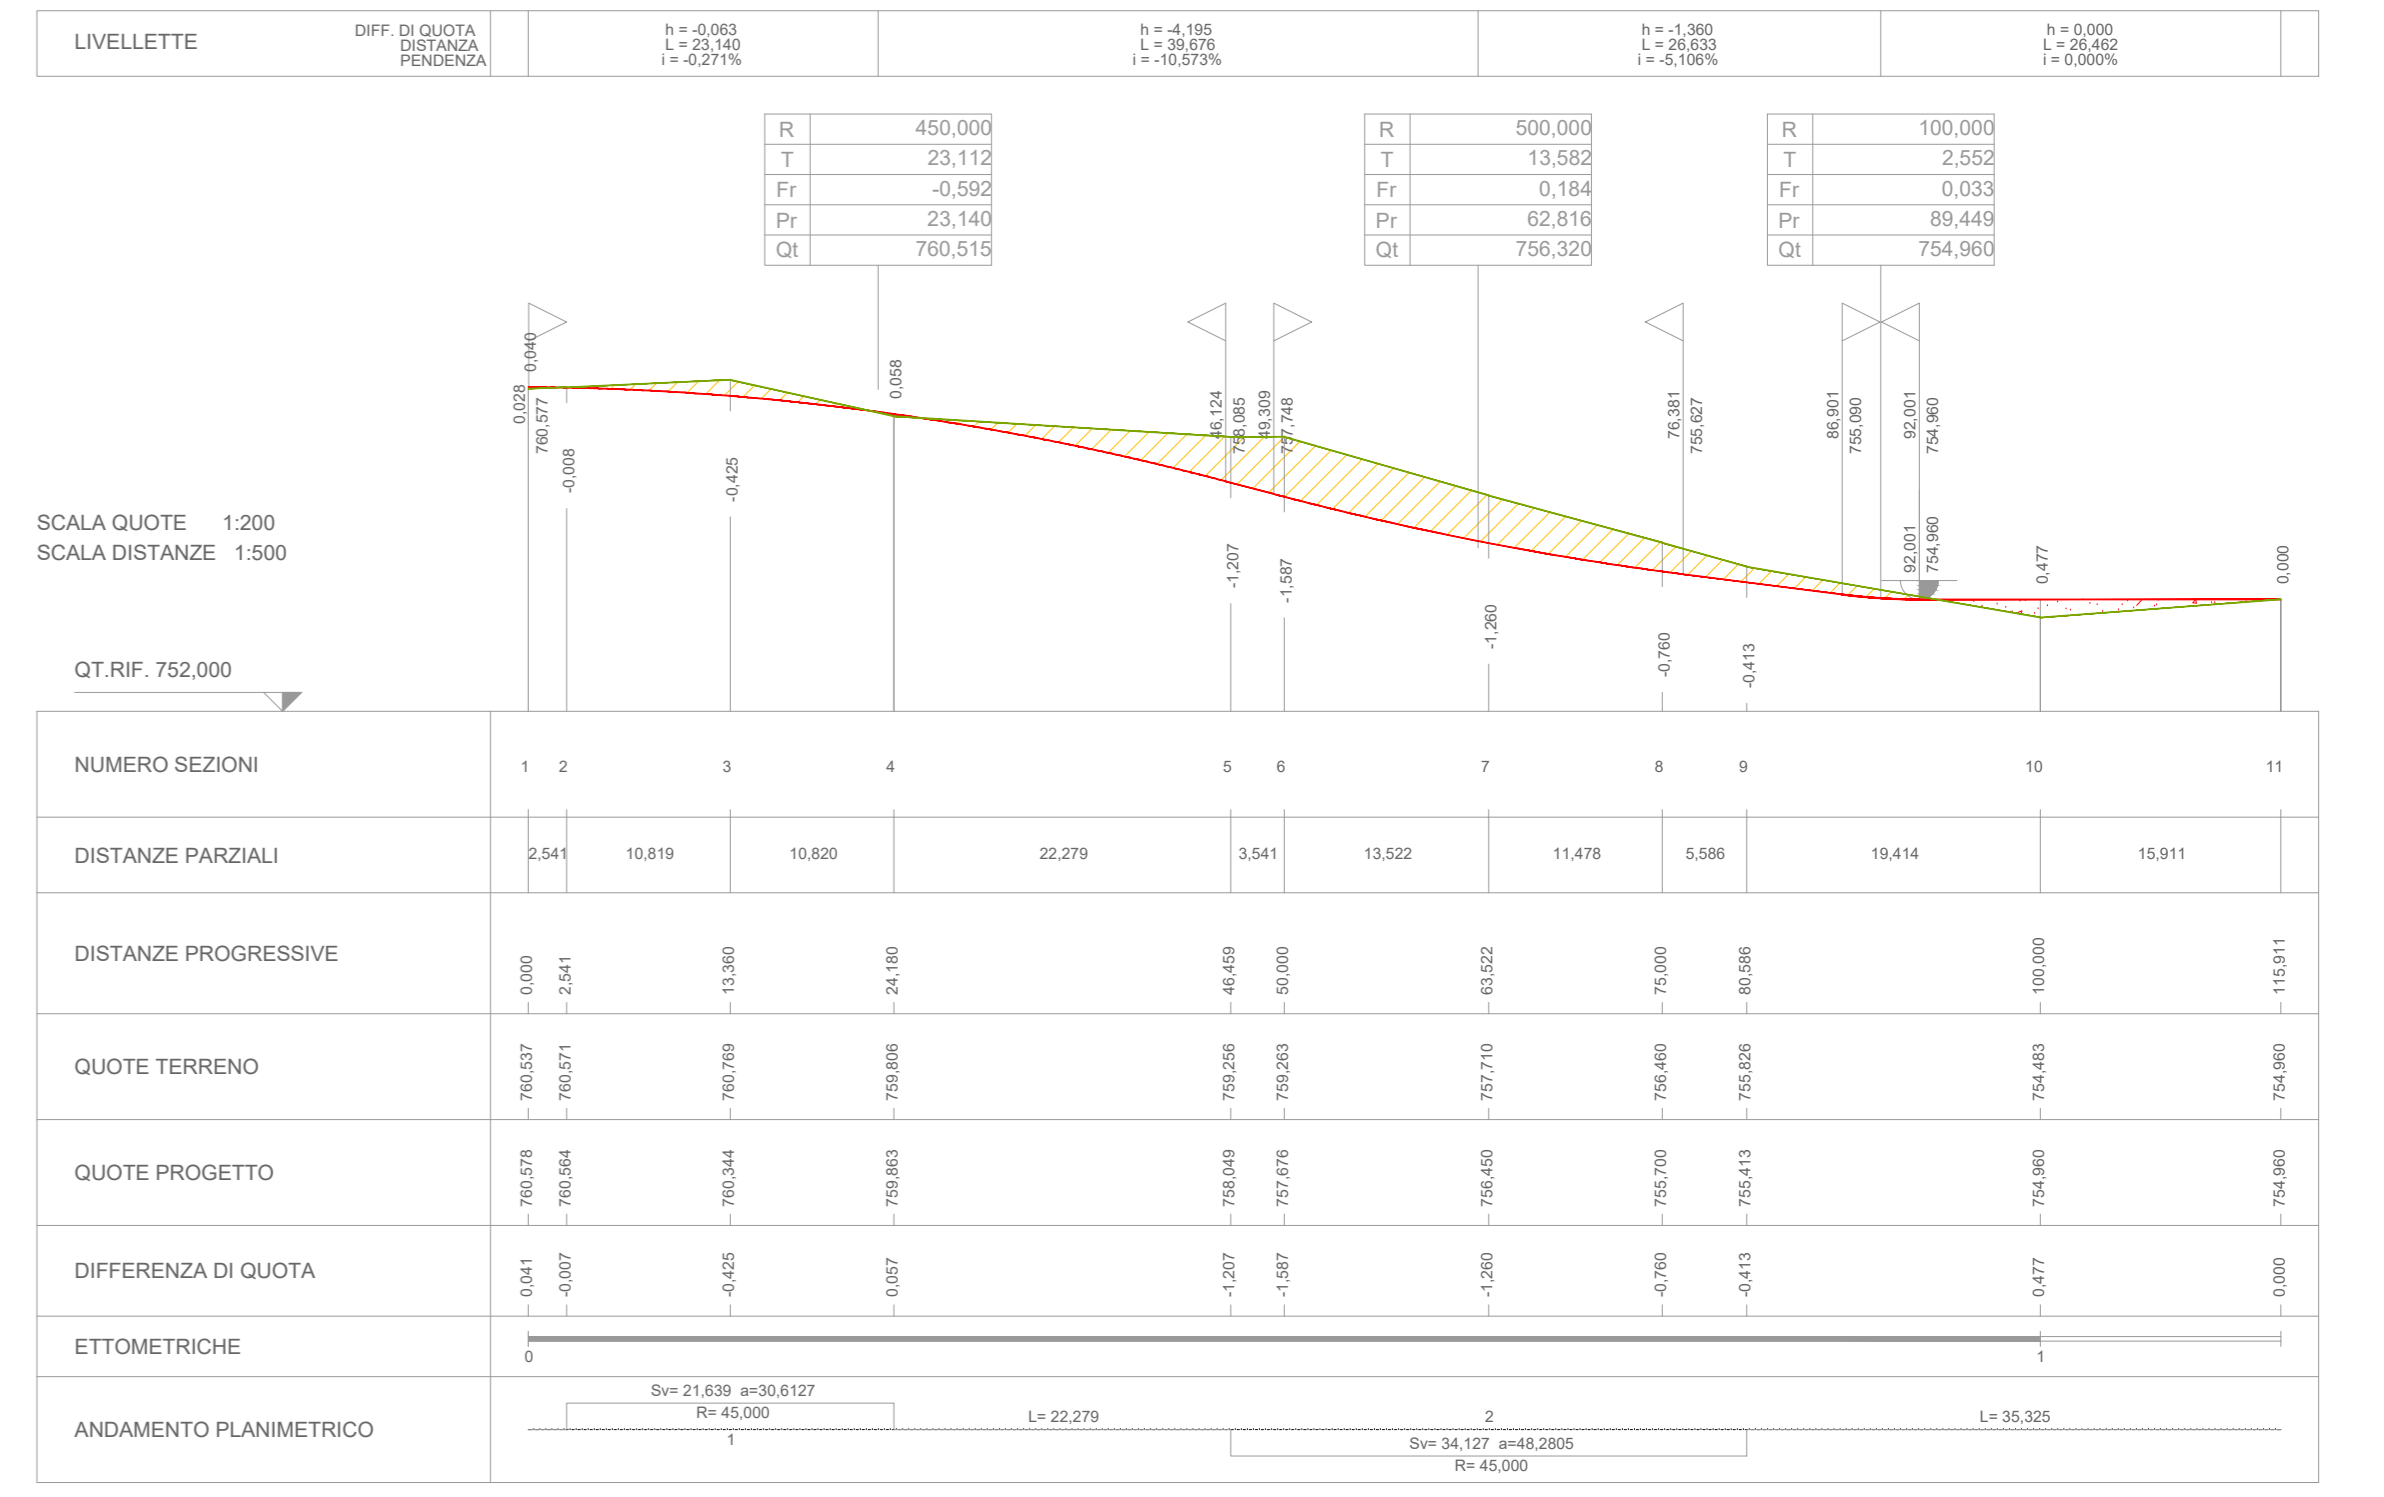 LIVELLETTE
DIFF. DI QUOTA
DISTANZA
PENDENZA
h = -0,063
L = 23,140
i = -0,271%
h = -4,195
L = 39,676
i = -10,573%
h = -1,360
L = 26,633
i = -5,106%
h = 0,000
L = 26,462
i = 0,000%
R 450,000
T 23,112
Fr -0,592
Pr 23,140
Qt 760,515
R 500,000
T 13,582
Fr 0,184
Pr 62,816
Qt 756,320
R 100,000
T 2,552
Fr 0,033
Pr 89,449
Qt 754,960
0,040
0,028
760,577
-0,008
-0,425
0,058
46,124
758,085
49,309
757,748
-1,207
-1,587
-1,260
76,381
755,627
-0,760
-0,413
86,901
755,090
92,001
754,960
92,001
754,960
0,477
0,000
SCALA QUOTE 1:200
SCALA DISTANZE 1:500
QT.RIF. 752,000
NUMERO SEZIONI 1 2 3 4 5 6 7 8 9 10 11
DISTANZE PARZIALI 2,541 10,819 10,820 22,279 3,541 13,522 11,478 5,586 19,414 15,911
DISTANZE PROGRESSIVE 0,000 2,541 13,360 24,180 46,459 50,000 63,522 75,000 80,586 100,000 115,911
QUOTE TERRENO 760,537 760,571 760,769 759,806 759,256 759,263 757,710 756,460 755,826 754,483 754,960
QUOTE PROGETTO 760,578 760,564 760,344 759,863 758,049 757,676 756,450 755,700 755,413 754,960 754,960
DIFFERENZA DI QUOTA 0,041 -0,007 -0,425 0,057 -1,207 -1,587 -1,260 -0,760 -0,413 0,477 0,000
ETTOMETRICHE 0 1
ANDAMENTO PLANIMETRICO
Sv= 21,639 a=30,6127
R= 45,000
1
L= 22,279
2
Sv= 34,127 a=48,2805
R= 45,000
L= 35,325